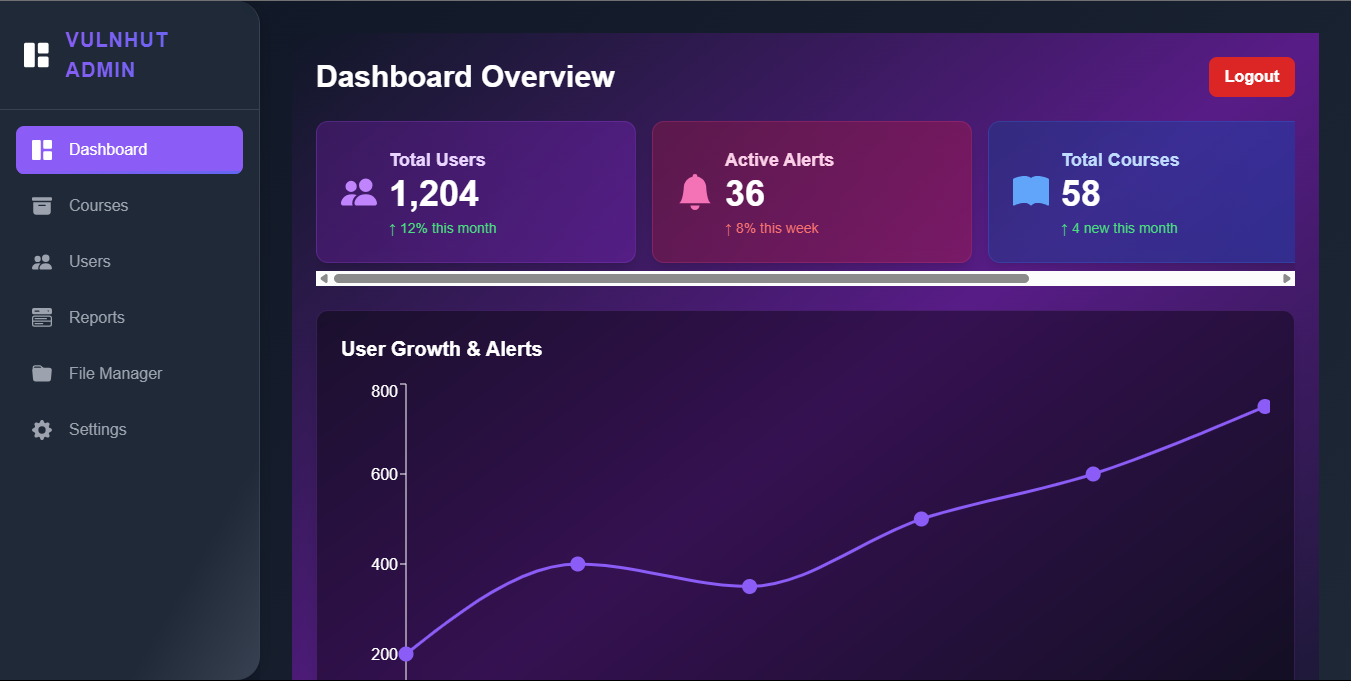 VULNHUT
ADMIN
Dashboard
Courses
Users
Reports
File Manager
Settings
Dashboard Overview
Logout
Total Users
1,204
↑ 12% this month
Active Alerts
36
↑ 8% this week
Total Courses
58
↑ 4 new this month
User Growth & Alerts
800
600
400
200